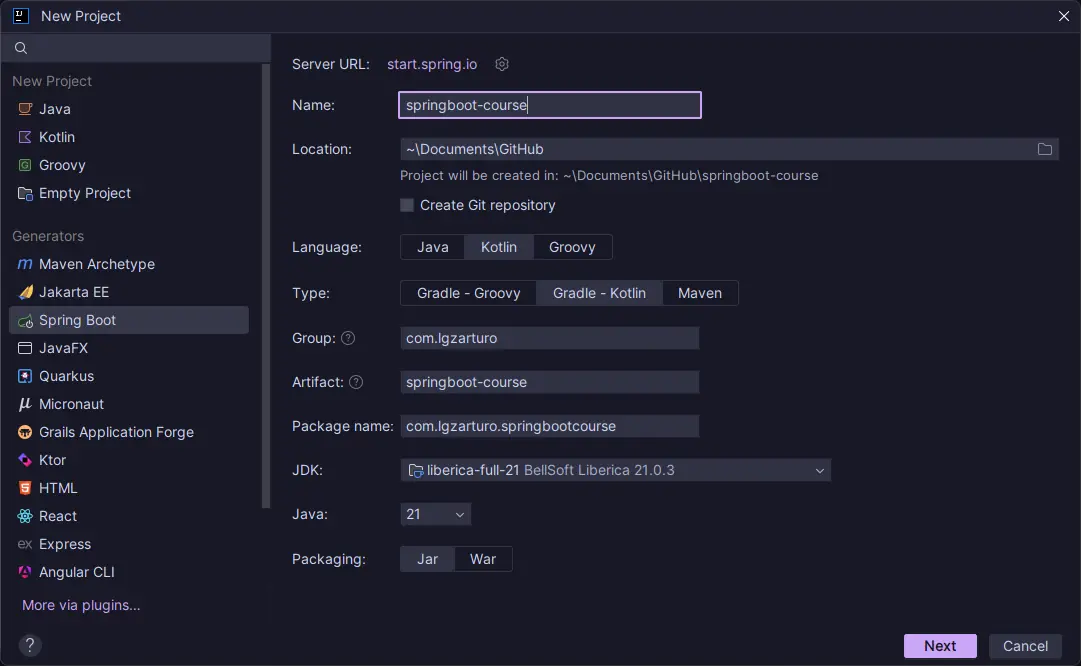 New Project
New Project
Java
Kotlin
Groovy
Empty Project
Generators
Maven Archetype
Jakarta EE
Spring Boot
JavaFX
Quarkus
Micronaut
Grails Application Forge
Ktor
HTML
React
Express
Angular CLI
More via plugins...
?
Server URL: start.spring.io
Name: springboot-course
Location: ~\Documents\GitHub
Project will be created in: ~\Documents\GitHub\springboot-course
Create Git repository
Language: Java Kotlin Groovy
Type: Gradle - Groovy Gradle - Kotlin Maven
Group: ? com.lgzarturo
Artifact: ? springboot-course
Package name: com.lgzarturo.springbootcourse
JDK: liberica-full-21 BellSoft Liberica 21.0.3
Java: 21
Packaging: Jar War
Next Cancel